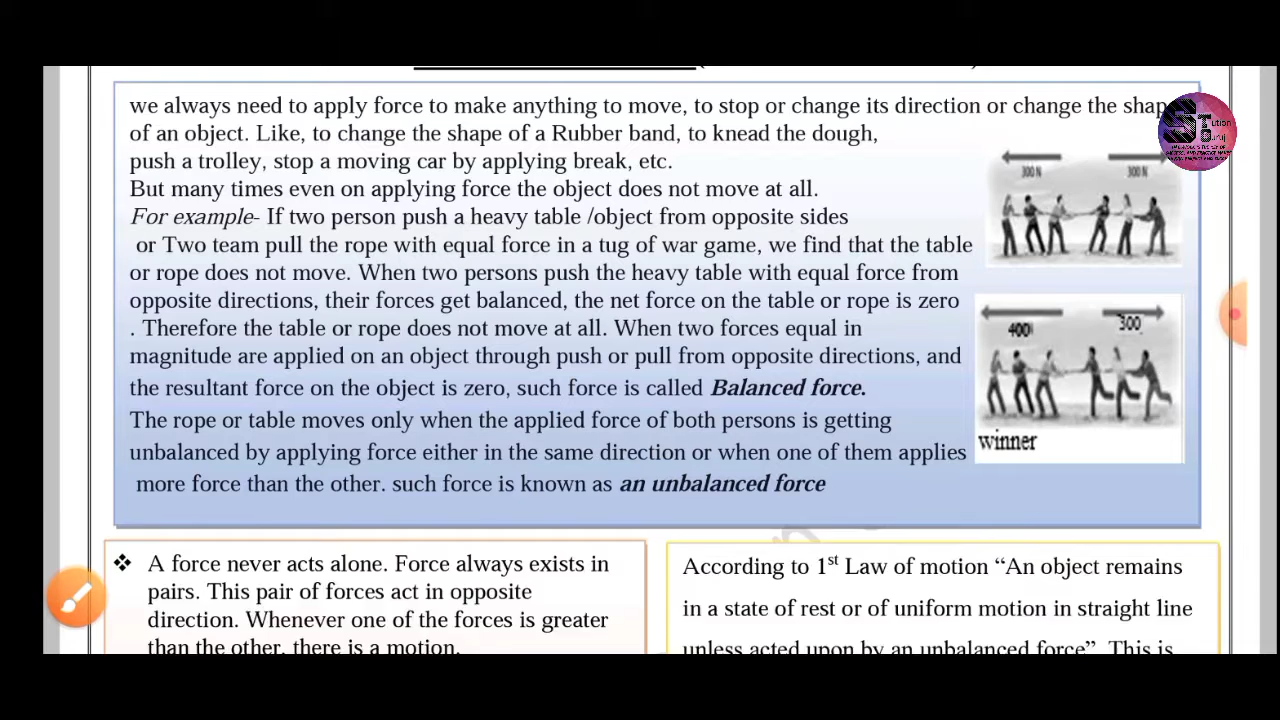 we always need to apply force to make anything to move, to stop or change its direction or change the shap
of an object. Like, to change the shape of a Rubber band, to knead the dough,
push a trolley, stop a moving car by applying break, etc.
But many times even on applying force the object does not move at all.
For example- If two person push a heavy table /object from opposite sides
or Two team pull the rope with equal force in a tug of war game, we find that the table
or rope does not move. When two persons push the heavy table with equal force from
opposite directions, their forces get balanced, the net force on the table or rope is zero
. Therefore the table or rope does not move at all. When two forces equal in
magnitude are applied on an object through push or pull from opposite directions, and
the resultant force on the object is zero, such force is called Balanced force.
The rope or table moves only when the applied force of both persons is getting
unbalanced by applying force either in the same direction or when one of them applies
more force than the other. such force is known as an unbalanced force
300 N 300 N
400 300
winner
STution
Guruji
❖ A force never acts alone. Force always exists in
pairs. This pair of forces act in opposite
direction. Whenever one of the forces is greater
than the other, there is a motion.
According to 1st Law of motion “An object remains
in a state of rest or of uniform motion in straight line
unless acted upon by an unbalanced force”. This is